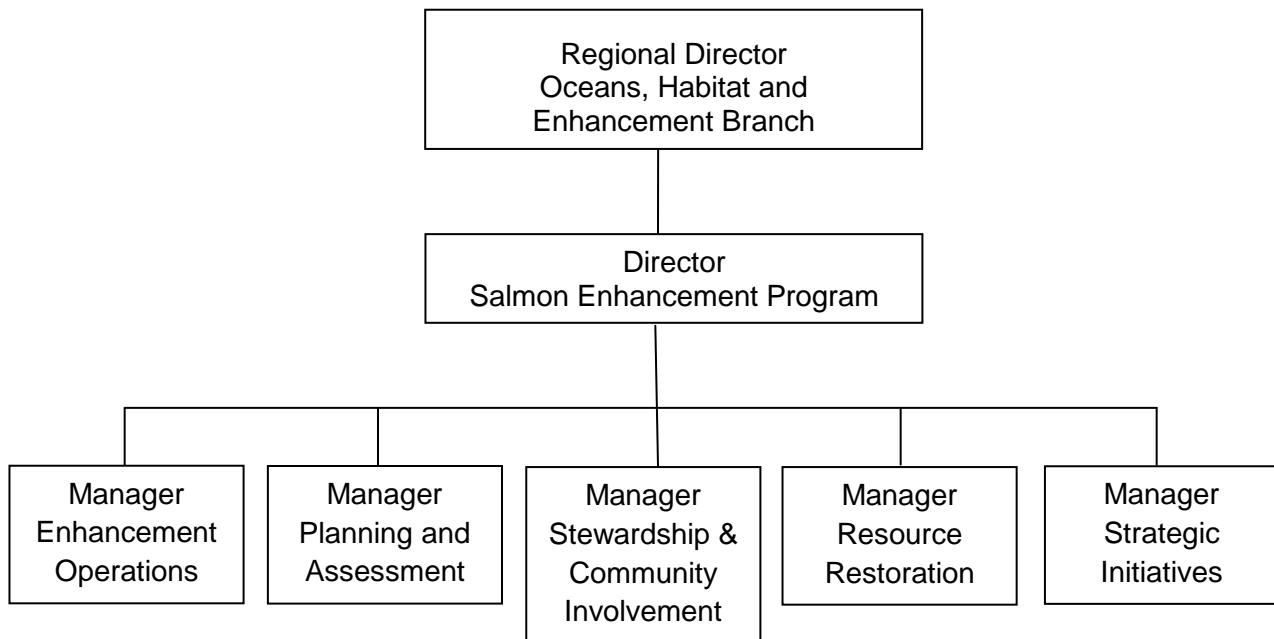 Regional Director
Oceans, Habitat and
Enhancement Branch
Director
Salmon Enhancement Program
Manager
Enhancement
Operations
Manager
Planning and
Assessment
Manager
Stewardship &
Community
Involvement
Manager
Resource
Restoration
Manager
Strategic
Initiatives